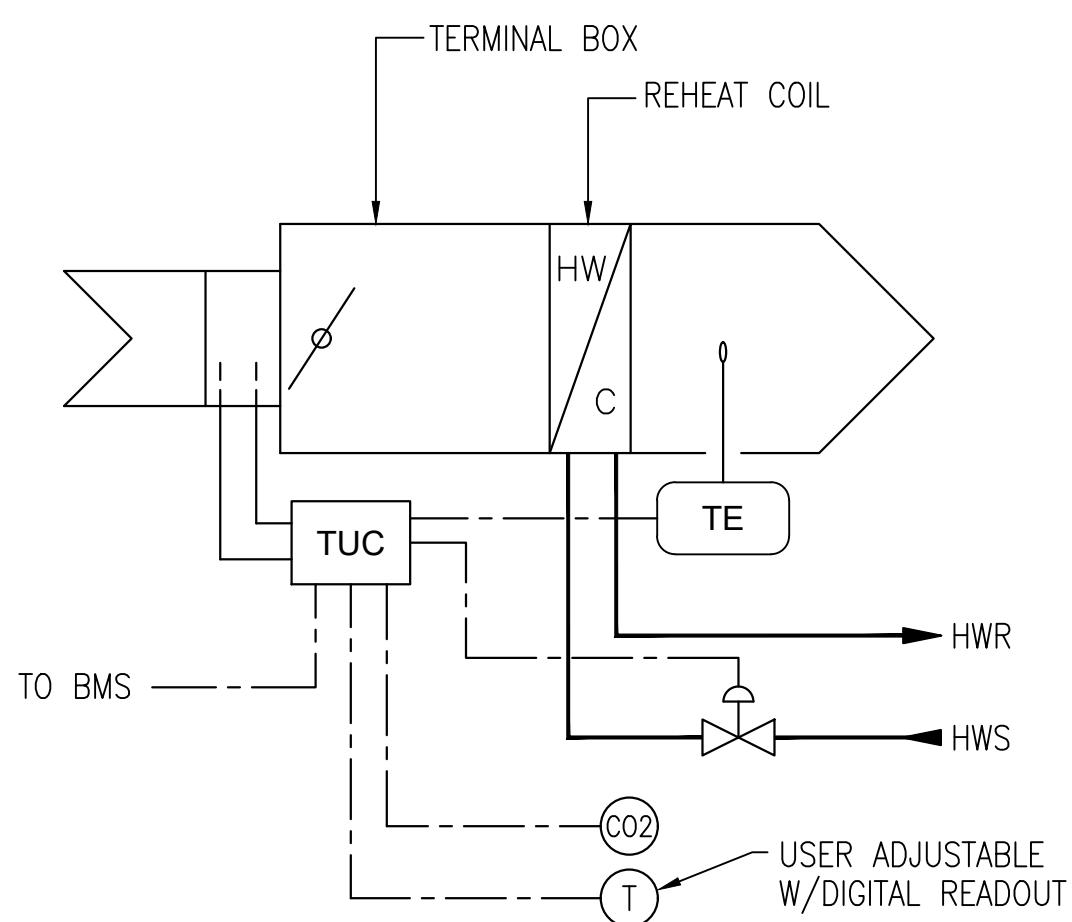 TERMINAL BOX
REHEAT COIL
HW
C
TUC
TE
HWR
TO BMS
HWS
CO2
USER ADJUSTABLE
T
W/DIGITAL READOUT